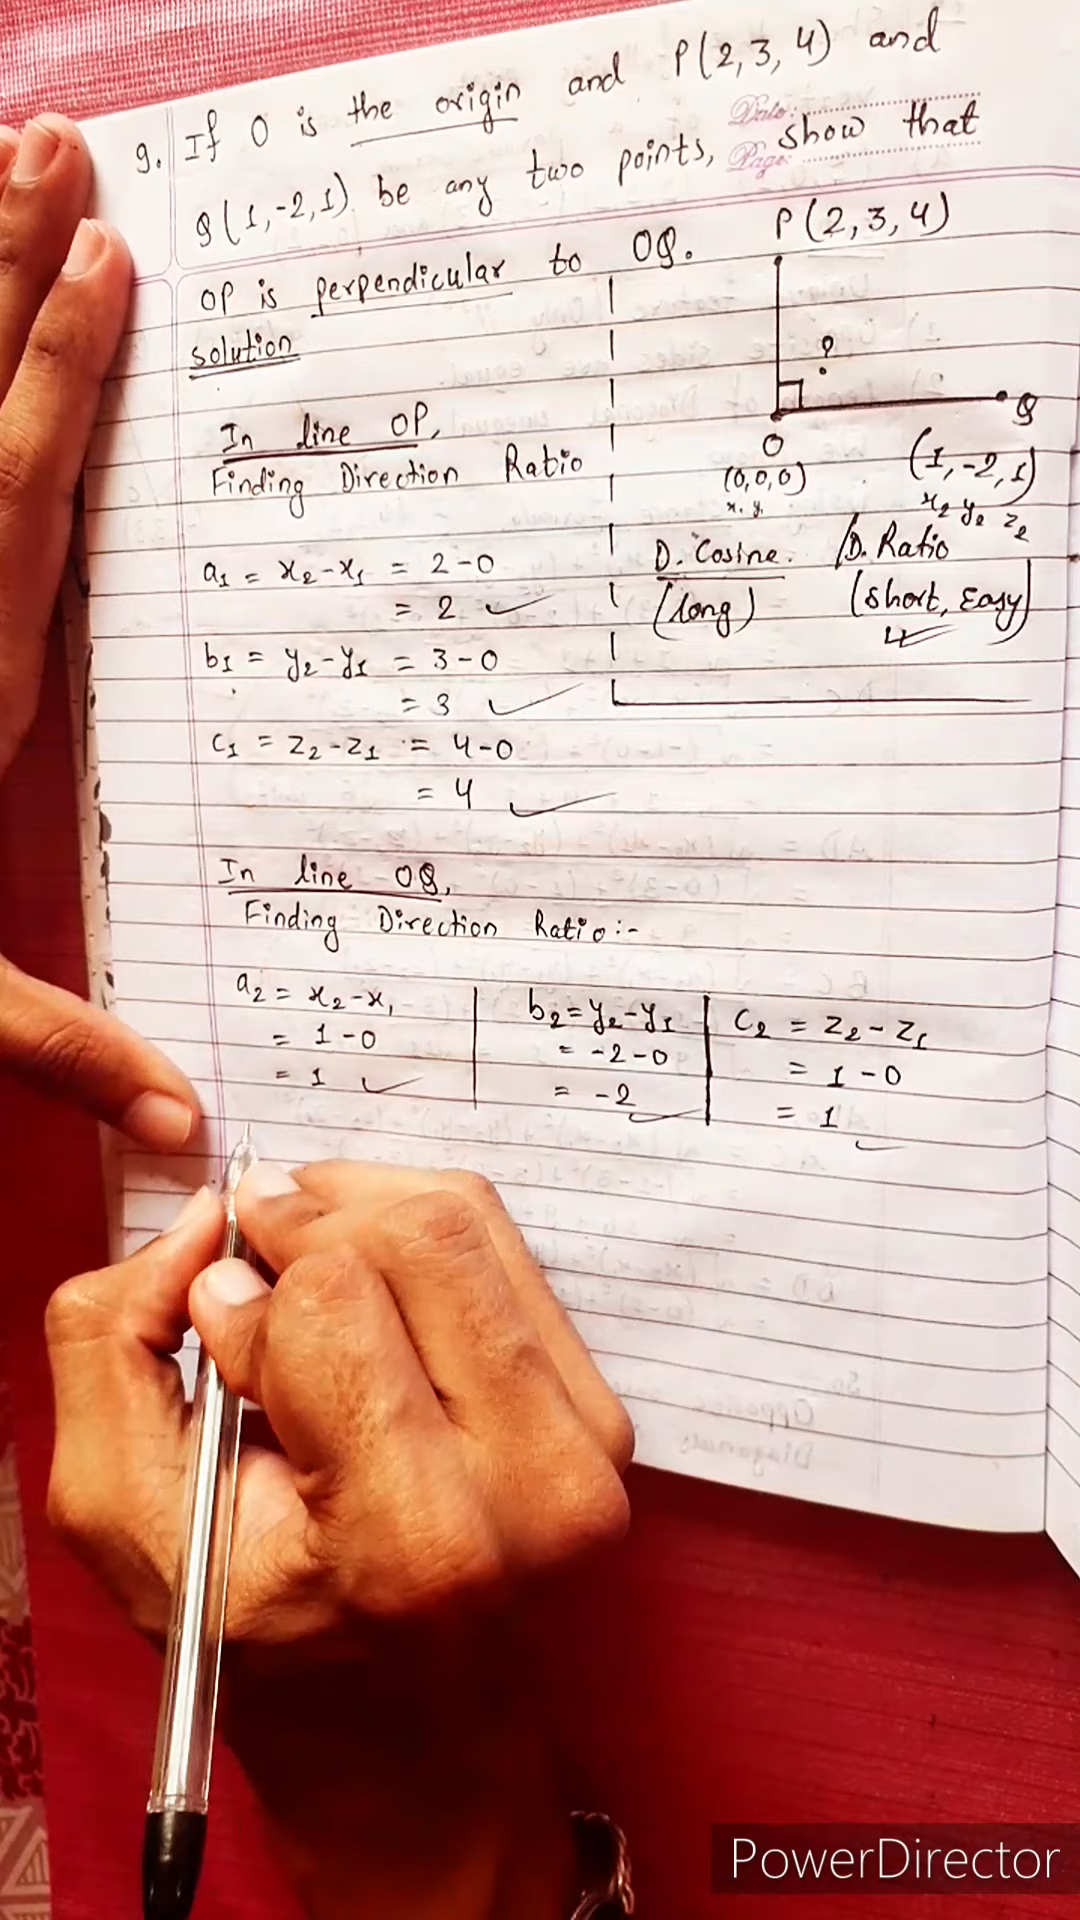 9. If O is the origin and P(2,3,4) and
Date:
Q(1,-2,1) be any two points, show that
Page:
OP is perpendicular to OQ.
solution
P(2,3,4)
?
Q
O
(0,0,0)
(1,-2,1)
x2 y2 z2
In line OP,
Finding Direction Ratio
D. Cosine. /D. Ratio
(long) (short, Easy)
a1 = x2-x1 = 2-0
= 2
b1 = y2-y1 = 3-0
= 3
c1 = z2-z1 = 4-0
= 4
In line OQ,
Finding Direction Ratio:-
a2 = x2-x1
= 1-0
= 1
b2=y2-y1
= -2-0
= -2
c2 = z2-z1
= 1-0
= 1
PowerDirector